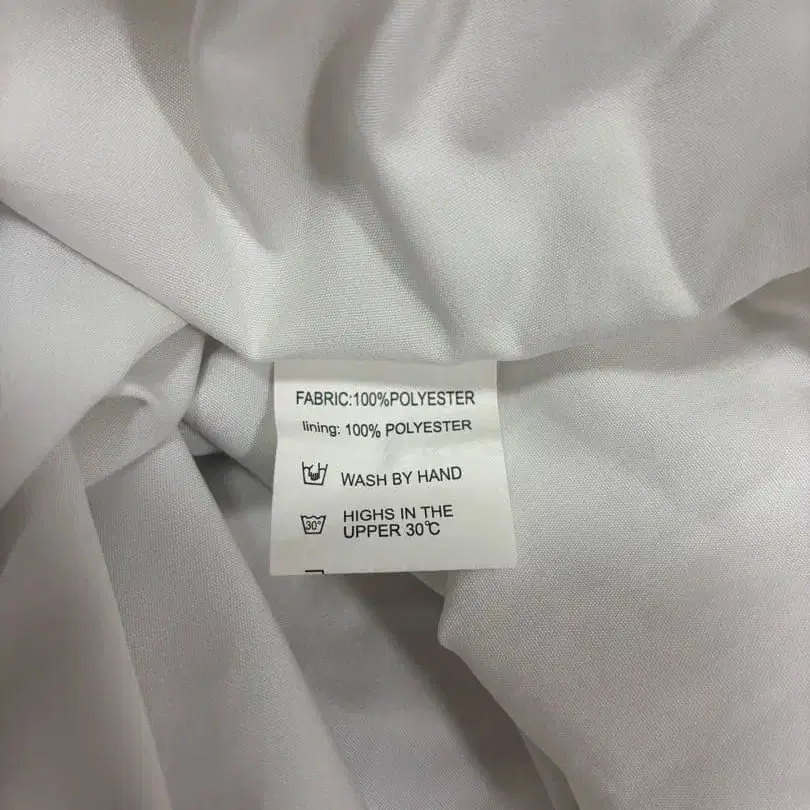 FABRIC:100%POLYESTER
lining: 100% POLYESTER
WASH BY HAND
30°
HIGHS IN THE
UPPER 30℃